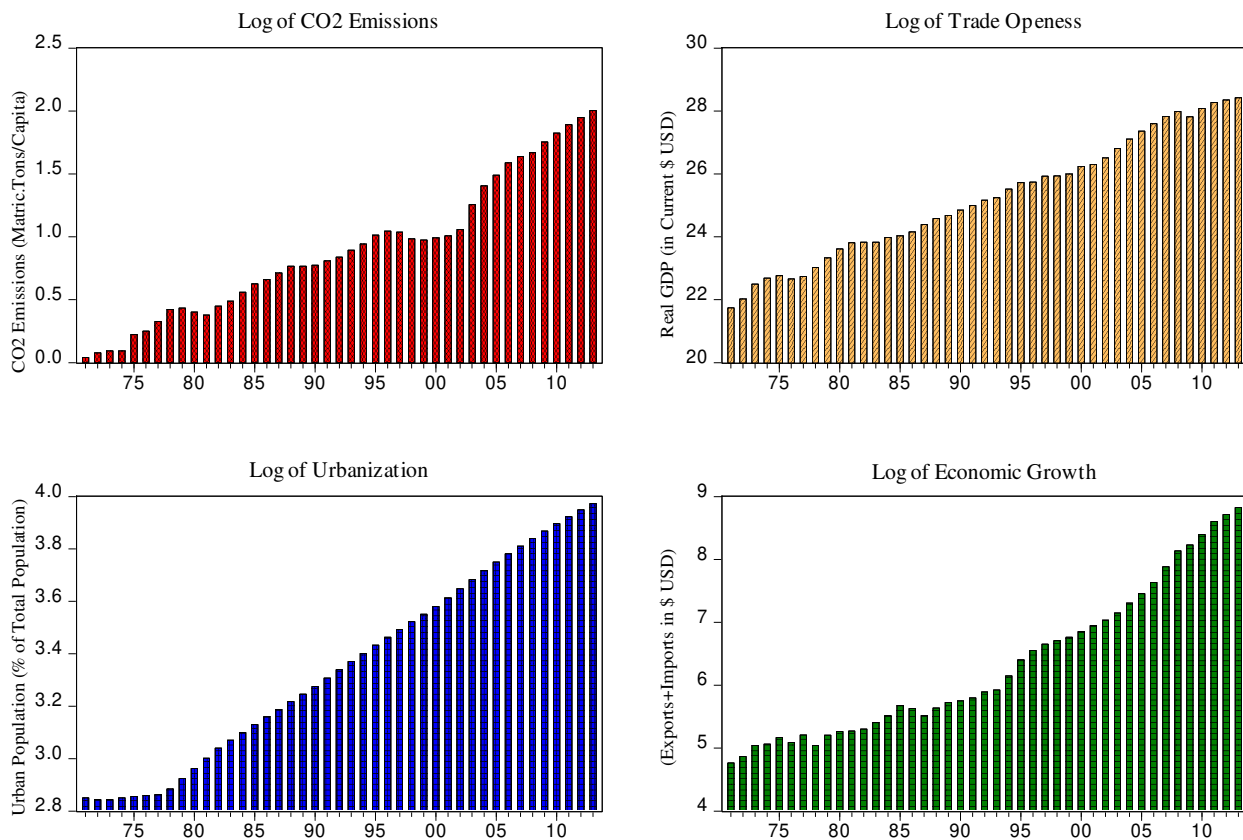 Log of CO2 Emissions
CO2 Emissions (Matric.Tons/Capita)
2.5
2.0
1.5
1.0
0.5
0.0
75 80 85 90 95 00 05 10
Log of Trade Openess
Real GDP (in Current $ USD)
30
28
26
24
22
20
75 80 85 90 95 00 05 10
Log of Urbanization
Urban Population (% of Total Population)
4.0
3.8
3.6
3.4
3.2
3.0
2.8
75 80 85 90 95 00 05 10
Log of Economic Growth
(Exports+Imports in $ USD)
9
8
7
6
5
4
75 80 85 90 95 00 05 10